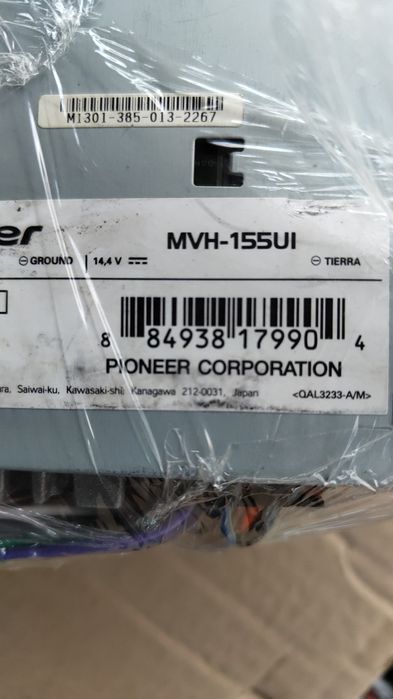 M1301-385-013-2267
er
MVH-155UI
⊖ GROUND | 14,4 V ⎓
⊖ TIERRA
8 84938 17990 4
PIONEER CORPORATION
Saiwai-ku, Kawasaki-shi, Kanagawa 212-0031, Japan
<QAL3233-A/M>